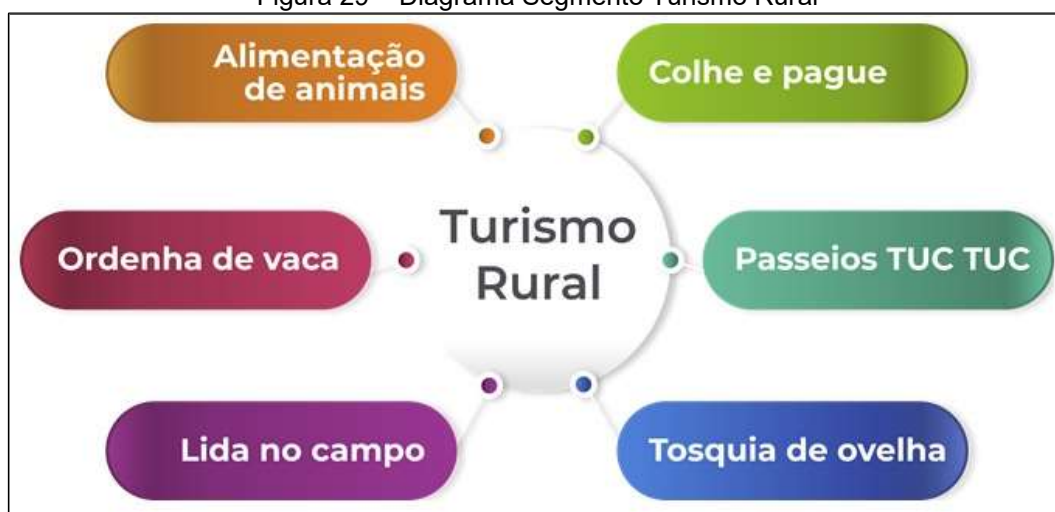 Figura 29 – Diagrama Segmento Turismo Rural
Alimentação
de animais
Colhe e pague
Ordenha de vaca
Turismo
Rural
Passeios TUC TUC
Lida no campo
Tosquia de ovelha